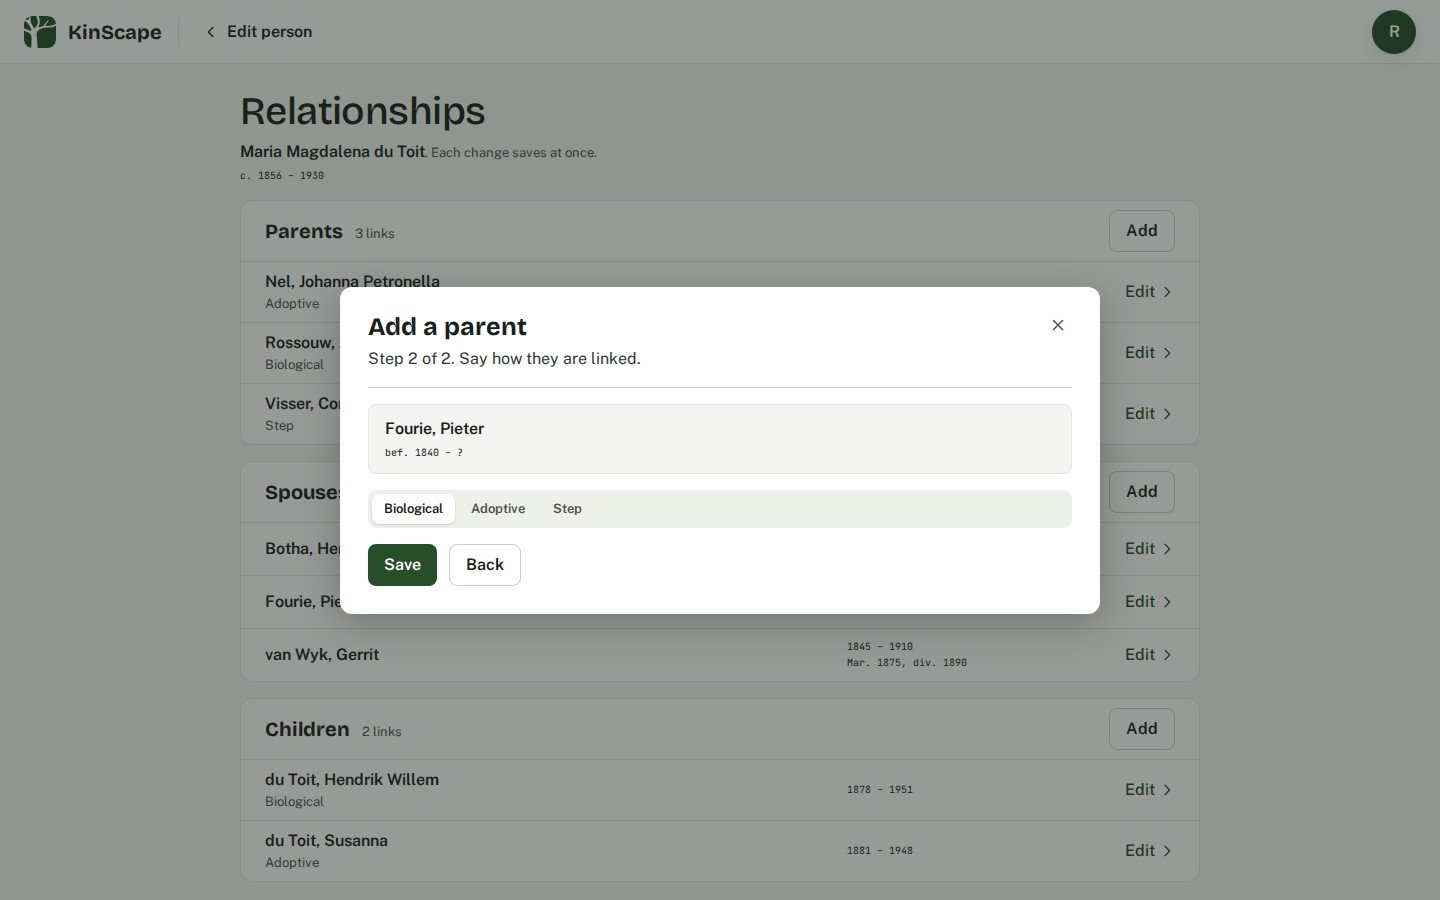 KinScape
Edit person
R
Relationships
Maria Magdalena du Toit. Each change saves at once.
c. 1856 – 1930
Parents 3 links
Add
Nel, Johanna Petronella
Adoptive
Edit
Rossouw,
Biological
Edit
Visser,
Step
Edit
Add a parent
Step 2 of 2. Say how they are linked.
Fourie, Pieter
bef. 1840 – ?
Biological Adoptive Step
Save Back
Add
Botha,
Edit
Fourie,
Edit
van Wyk, Gerrit
1845 – 1910
Mar. 1875, div. 1890
Edit
Children 2 links
Add
du Toit, Hendrik Willem
Biological
1878 – 1951
Edit
du Toit, Susanna
Adoptive
1881 – 1948
Edit